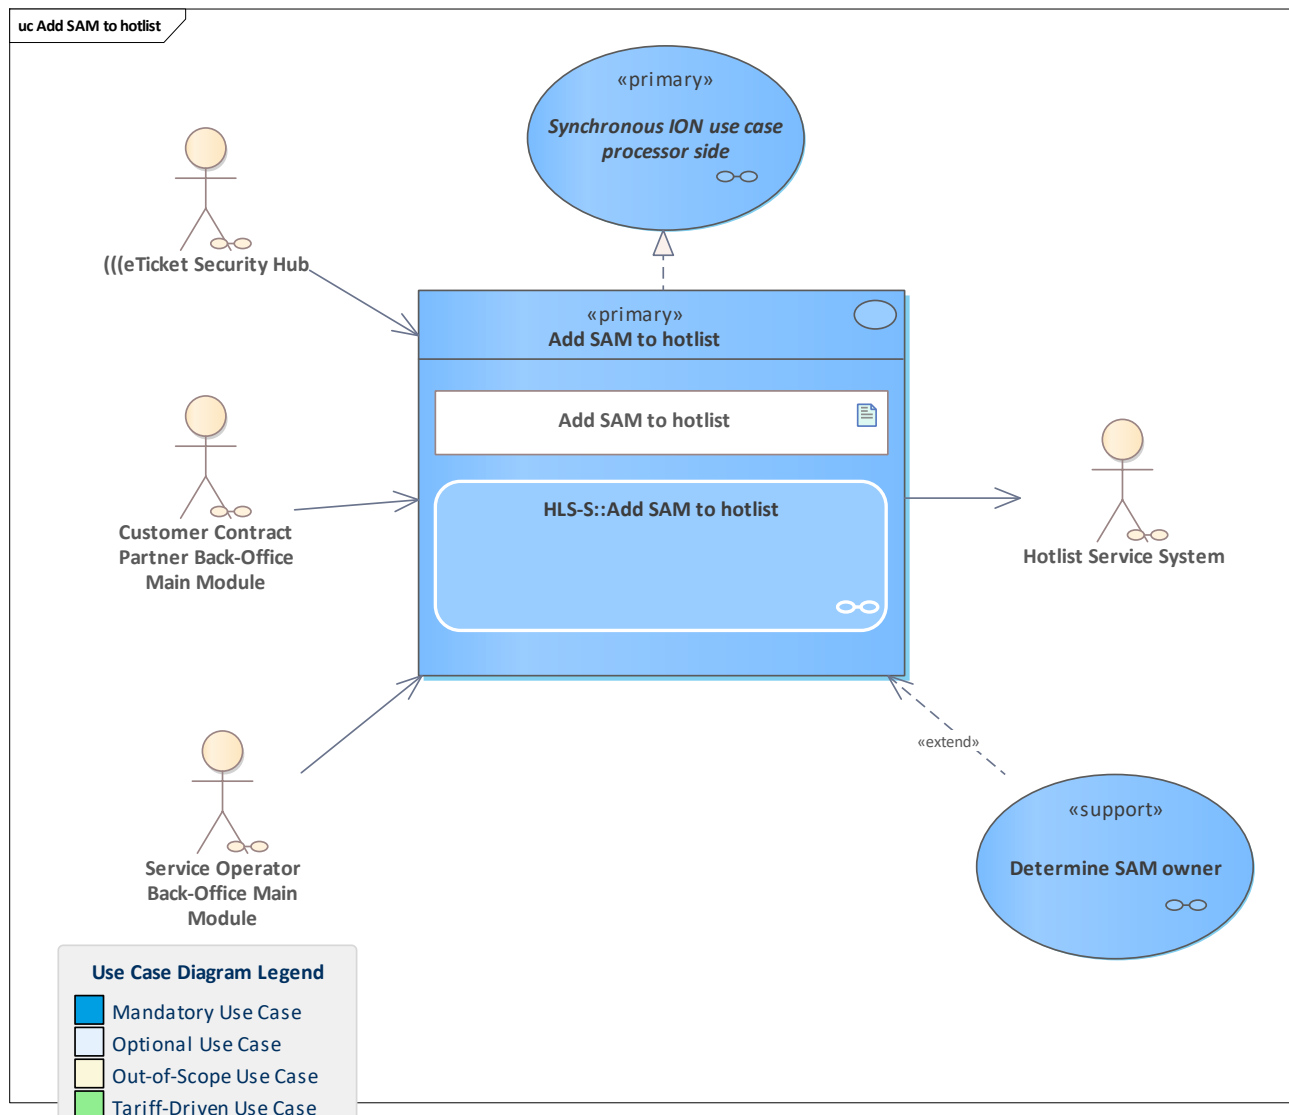 uc Add SAM to hotlist
«primary»
Synchronous ION use case
processor side
(((eTicket Security Hub
«primary»
Add SAM to hotlist
Add SAM to hotlist
HLS-S::Add SAM to hotlist
Customer Contract
Partner Back-Office
Main Module
Hotlist Service System
«extend»
«support»
Determine SAM owner
Service Operator
Back-Office Main
Module
Use Case Diagram Legend
Mandatory Use Case
Optional Use Case
Out-of-Scope Use Case
Tariff-Driven Use Case